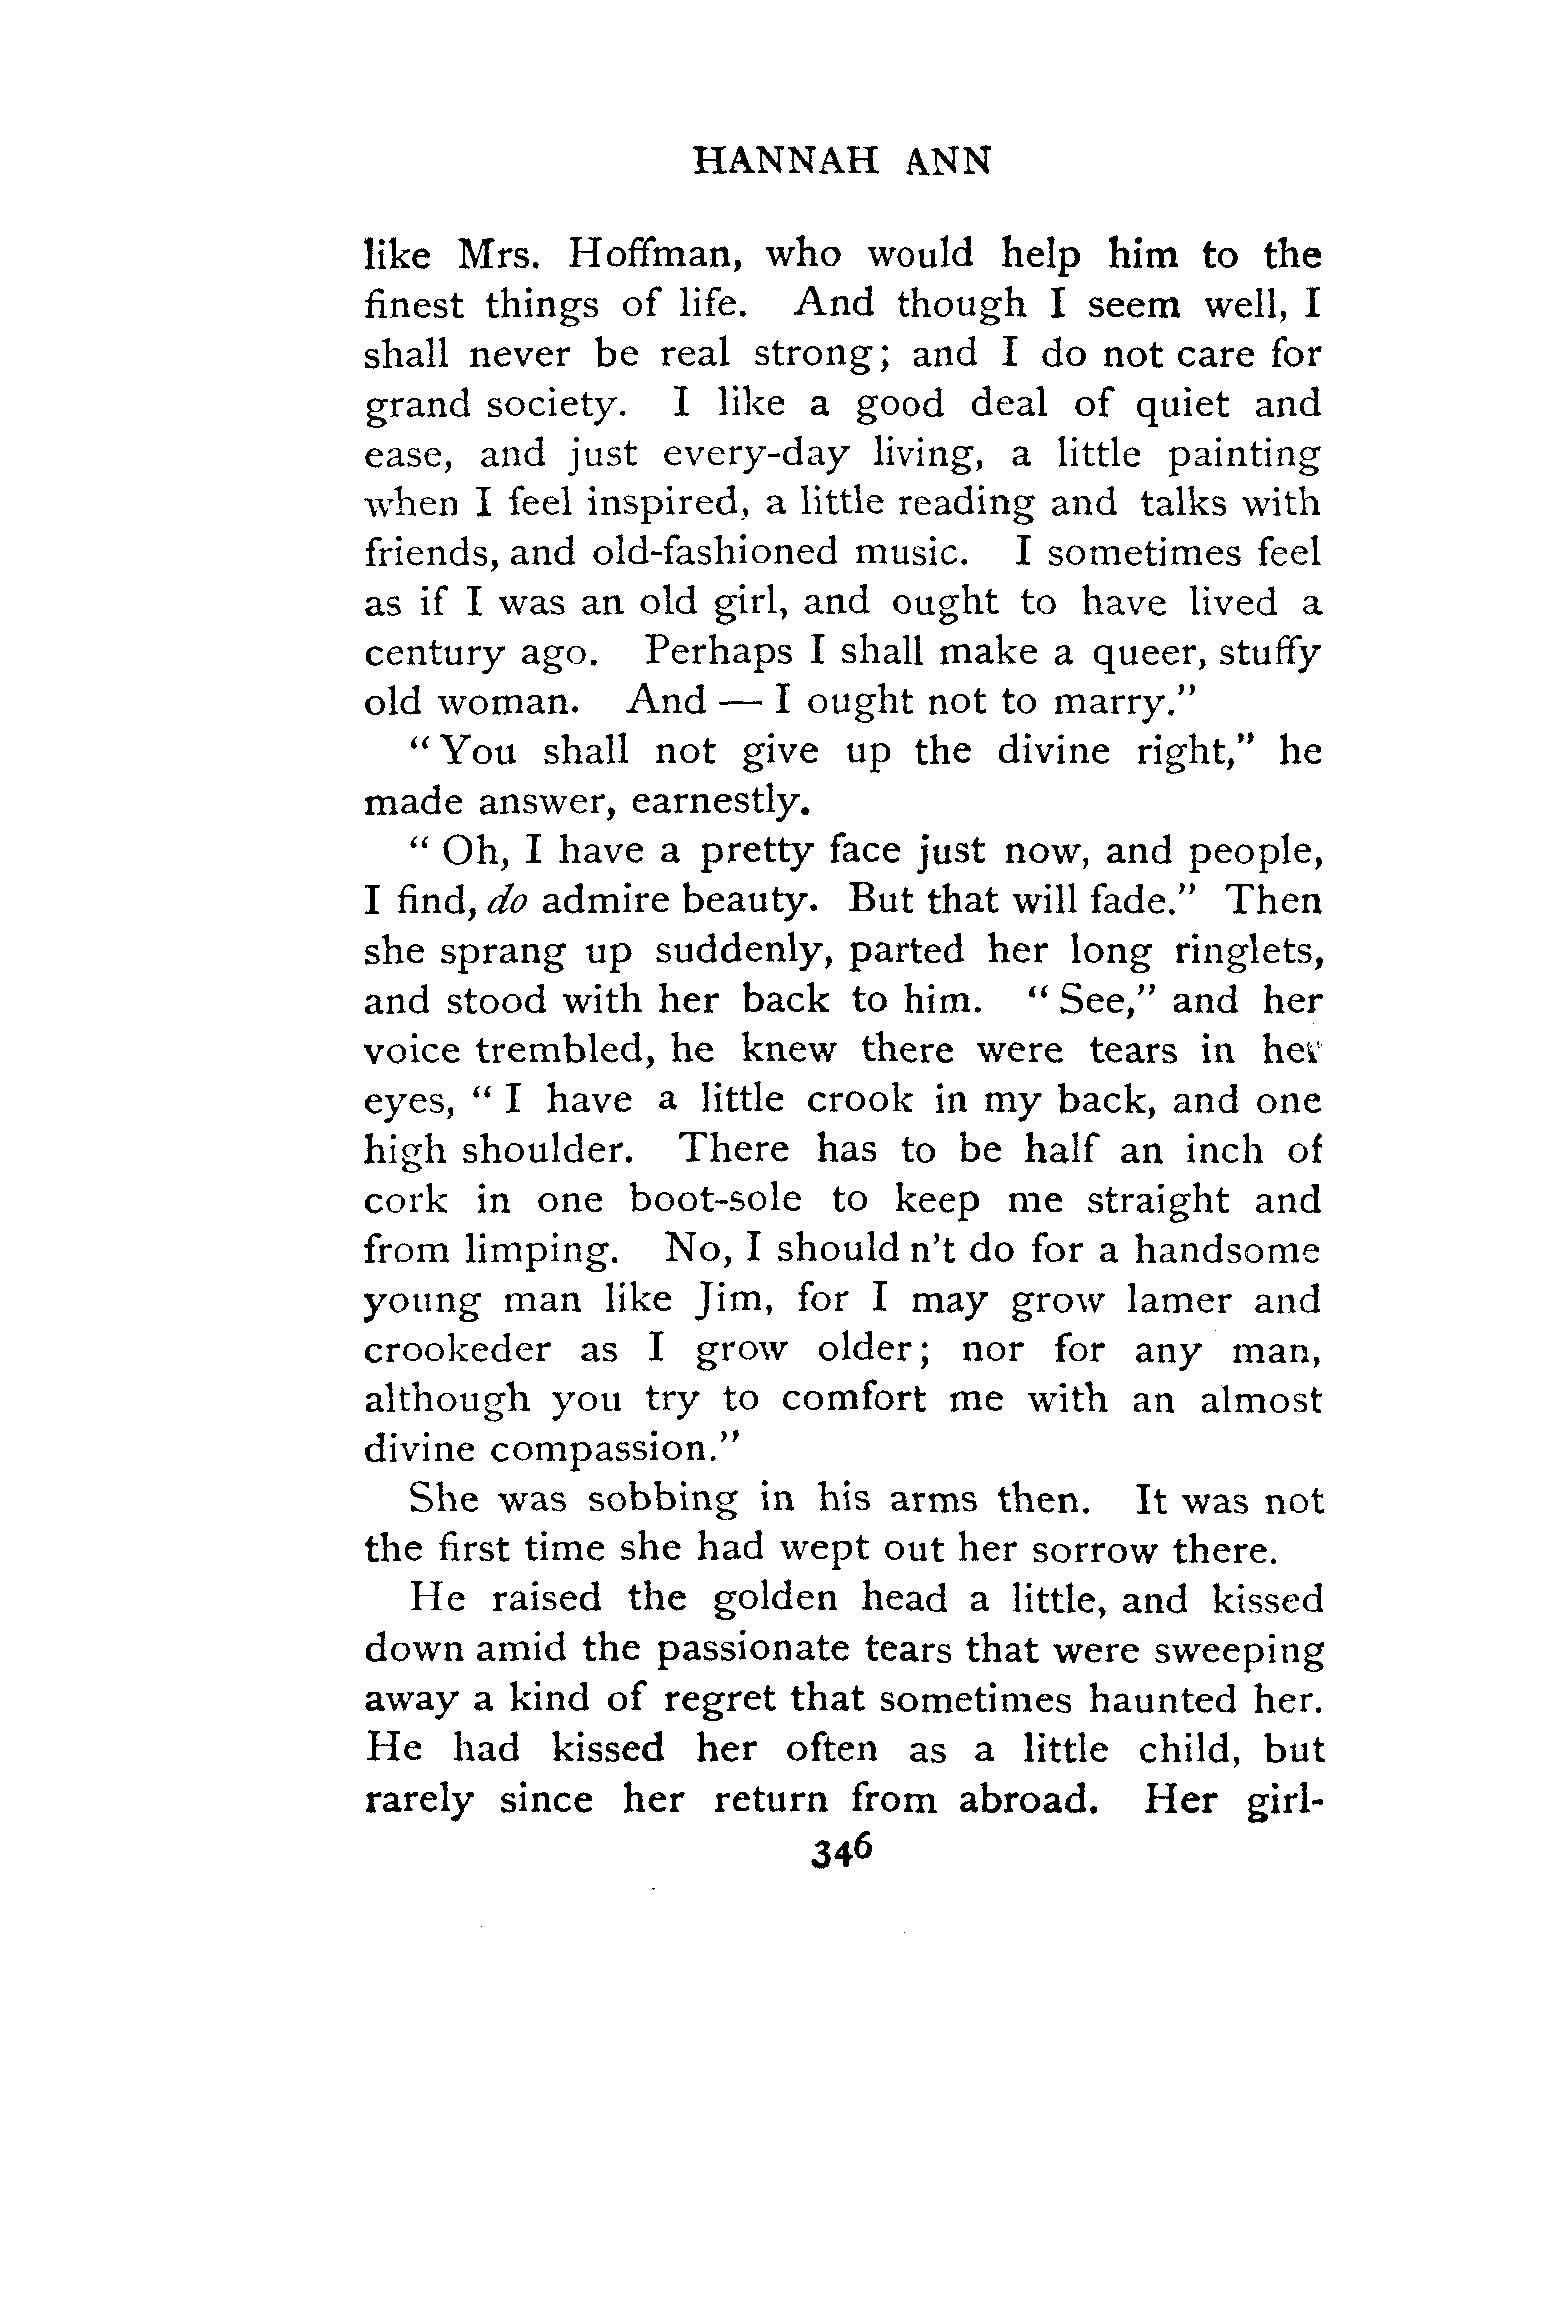 HANNAH ANN
like Mrs. Hoffman, who would help him to the
finest things of life. And though I seem well, I
shall never be real strong; and I do not care for
grand society. I like a good deal of quiet and
ease, and just every-day living, a little painting
when I feel inspired, a little reading and talks with
friends, and old-fashioned music. I sometimes feel
as if I was an old girl, and ought to have lived a
century ago. Perhaps I shall make a queer, stuffy
old woman. And — I ought not to marry.”
“You shall not give up the divine right,” he
made answer, earnestly.
“Oh, I have a pretty face just now, and people,
I find, do admire beauty. But that will fade.” Then
she sprang up suddenly, parted her long ringlets,
and stood with her back to him. “See,” and her
voice trembled, he knew there were tears in her
eyes, “I have a little crook in my back, and one
high shoulder. There has to be half an inch of
cork in one boot-sole to keep me straight and
from limping. No, I should n’t do for a handsome
young man like Jim, for I may grow lamer and
crookeder as I grow older; nor for any man,
although you try to comfort me with an almost
divine compassion.”
She was sobbing in his arms then. It was not
the first time she had wept out her sorrow there.
He raised the golden head a little, and kissed
down amid the passionate tears that were sweeping
away a kind of regret that sometimes haunted her.
He had kissed her often as a little child, but
rarely since her return from abroad. Her girl-
346